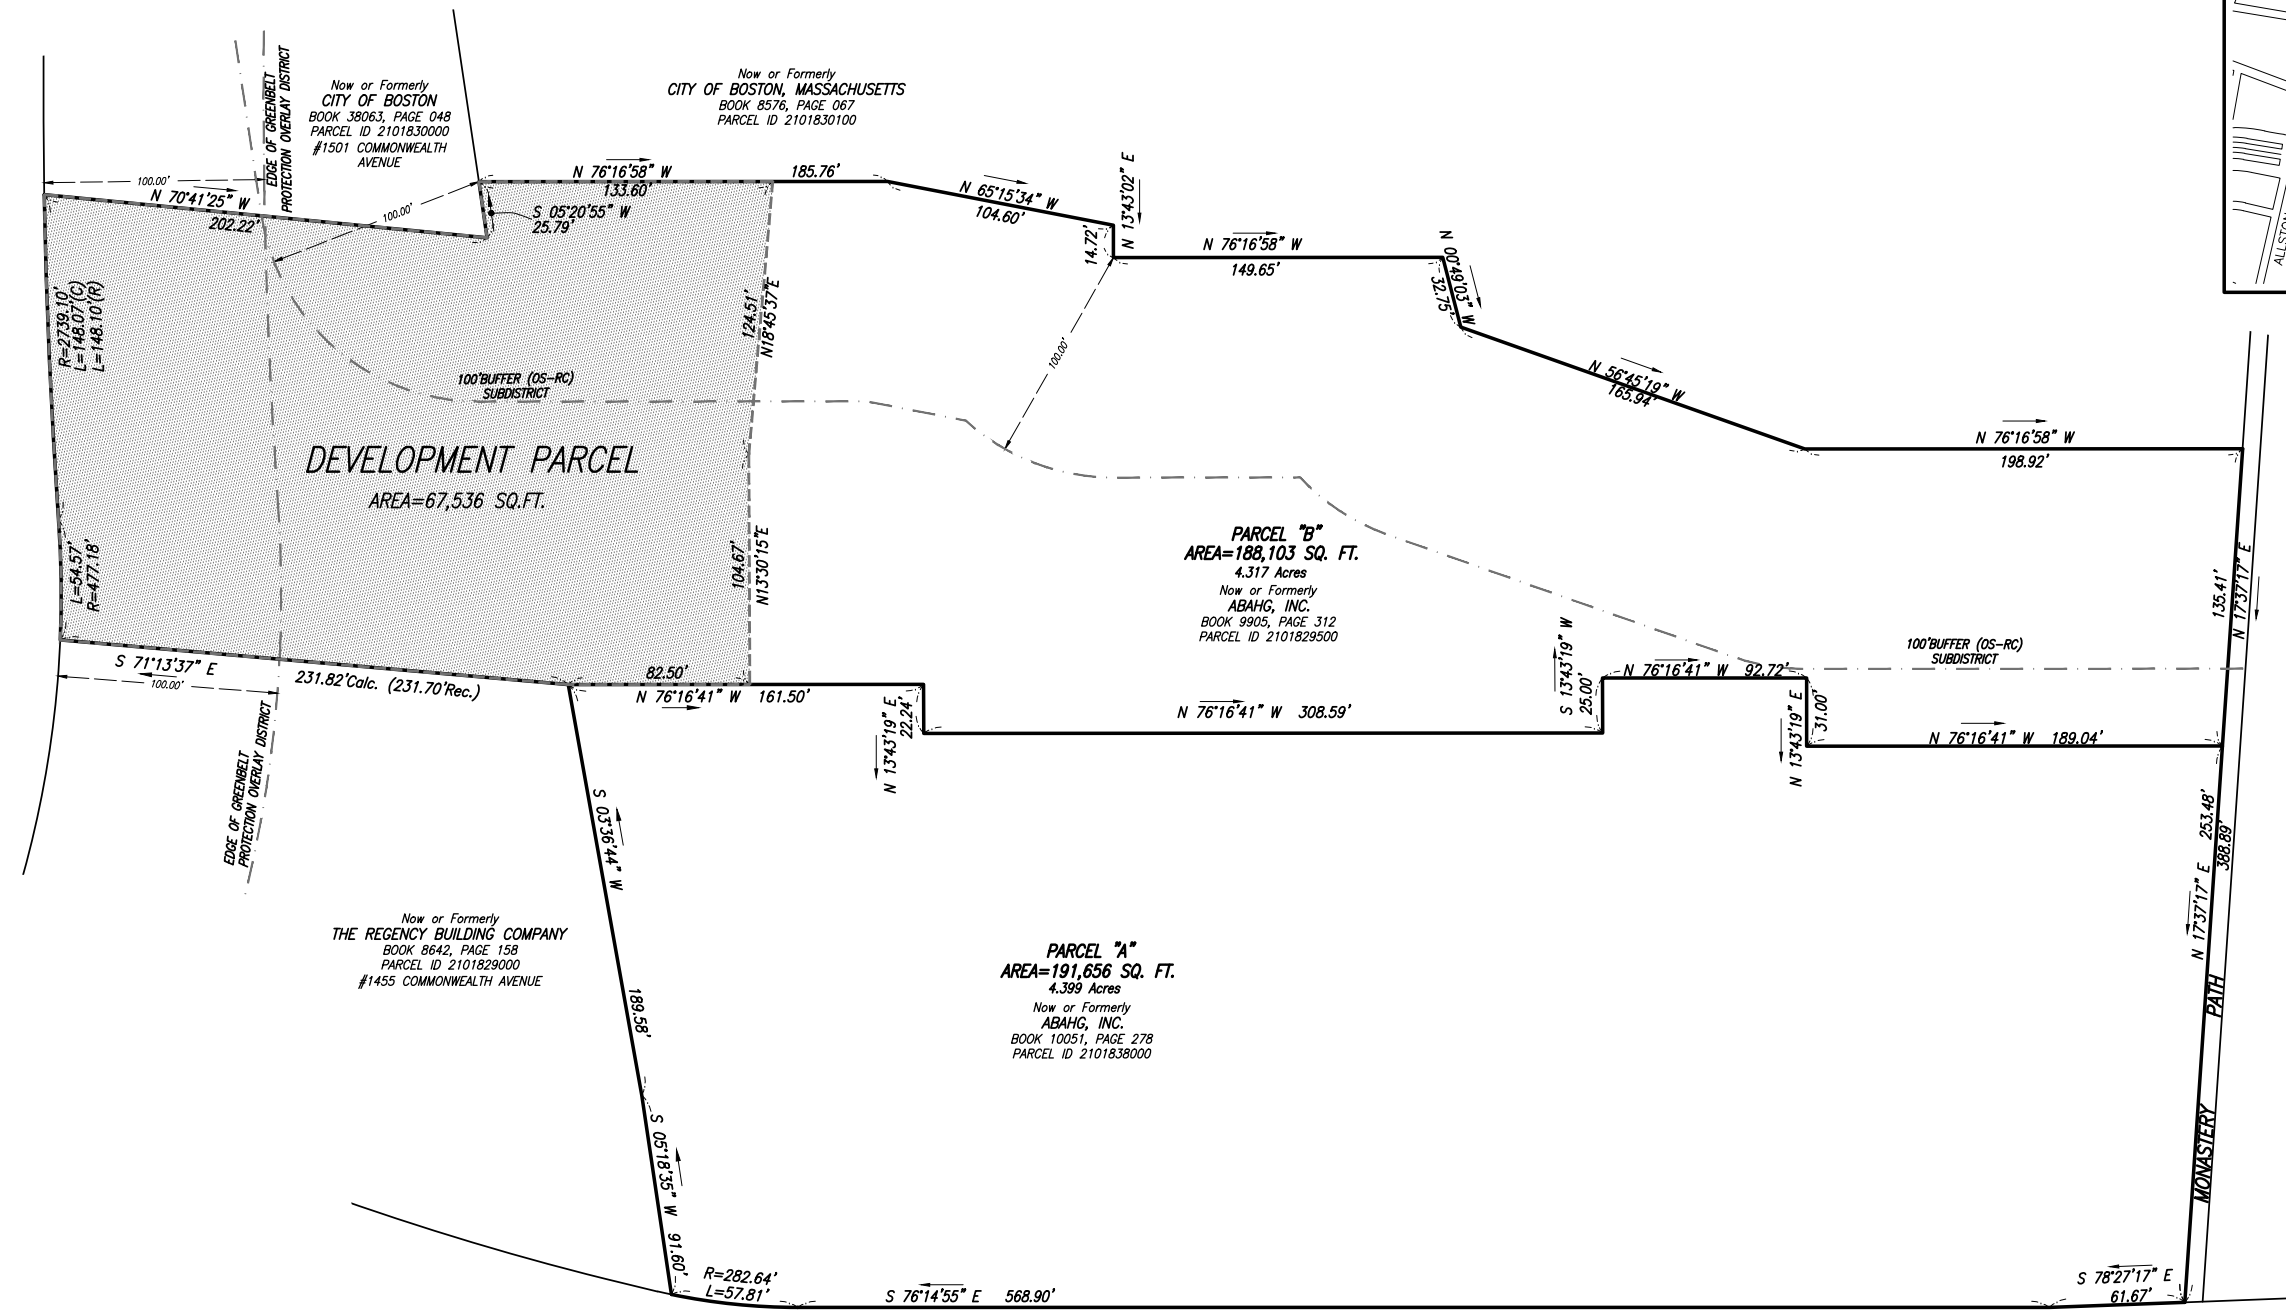 EDGE OF GREENBELT
PROTECTION OVERLAY DISTRICT
Now or Formerly
CITY OF BOSTON
BOOK 38063, PAGE 048
PARCEL ID 2101830000
#1501 COMMONWEALTH
AVENUE
Now or Formerly
CITY OF BOSTON, MASSACHUSETTS
BOOK 8576, PAGE 067
PARCEL ID 2101830100
100.00'
N 70°41'25" W
202.22'
100.00'
N 76°16'58" W
133.60'
185.76'
S 05°20'55" W
25.79'
N 65°15'34" W
104.60'
N 13°43'02" E
14.72'
N 76°16'58" W
149.65'
N 00°49'03" W
32.75'
N 56°45'19" W
165.94'
N 76°16'58" W
198.92'
ALLSTON
R=2739.10'
L=148.07'(C)
L=148.10'(R)
124.51'
N18°45'37"E
100.00'
100'BUFFER (OS-RC)
SUBDISTRICT
DEVELOPMENT PARCEL
AREA=67,536 SQ.FT.
L=54.57'
R=477.18'
104.67'
N13°30'15"E
PARCEL "B"
AREA=188,103 SQ. FT.
4.317 Acres
Now or Formerly
ABAHG, INC.
BOOK 9905, PAGE 312
PARCEL ID 2101829500
135.41'
N 17°37'17" E
100'BUFFER (OS-RC)
SUBDISTRICT
S 71°13'37" E
100.00'
231.82'Calc. (231.70'Rec.)
82.50'
N 76°16'41" W 161.50'
N 13°43'19" E
22.24'
N 76°16'41" W 308.59'
S 13°43'19" W
25.00'
N 76°16'41" W 92.72'
N 13°43'19" E
31.00'
N 76°16'41" W 189.04'
EDGE OF GREENBELT
PROTECTION OVERLAY DISTRICT
S 03°36'44" W
189.58'
253.48'
388.89'
N 17°37'17" E
Now or Formerly
THE REGENCY BUILDING COMPANY
BOOK 8642, PAGE 158
PARCEL ID 2101829000
#1455 COMMONWEALTH AVENUE
PARCEL "A"
AREA=191,656 SQ. FT.
4.399 Acres
Now or Formerly
ABAHG, INC.
BOOK 10051, PAGE 278
PARCEL ID 2101838000
MONASTERY PATH
S 05°18'35" W 91.60'
R=282.64'
L=57.81'
S 76°14'55" E 568.90'
S 78°27'17" E
61.67'